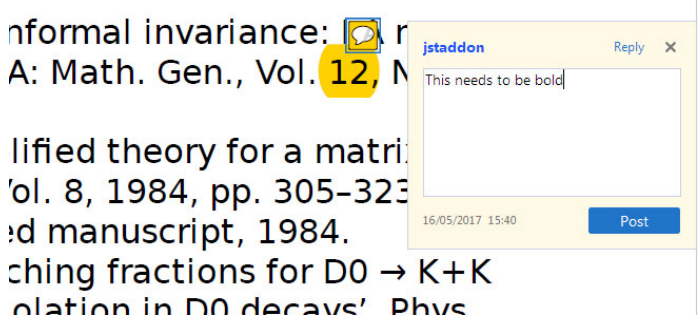 nformal invariance:
A: Math. Gen., Vol. 12, N
lified theory for a matri
ol. 8, 1984, pp. 305–323
ed manuscript, 1984.
ching fractions for D0 → K+K
olation in D0 decays’, Phys.
jstaddon
Reply
This needs to be bold
16/05/2017 15:40
Post